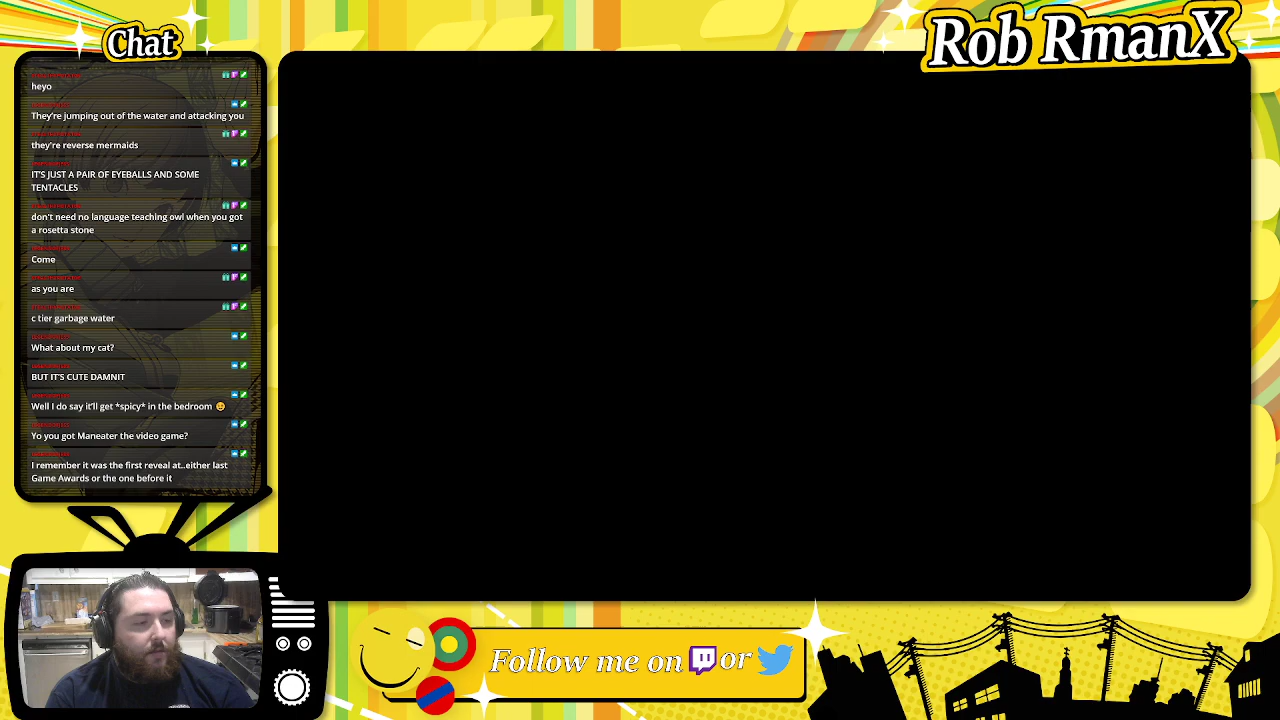 Chat
Rob RmanX
heyo
They're jumping out of the water and attacking you
they're reverse mermaids
IT'S JUST A PAIR OF EYEBALLS AND SOME
TENTACLES
don't need no language teaching owl when you got
a rosetta stone
Come
as you are
c tier garbage water
What about my cat?
BUT IT'S CUTE DAMNIT
Well I do say I get *spicy* in the bedroom 😉
Yo you got Maneater the video game?
I remember it was the first reveal at either last
Game Awards or the one before it
Follow me on or